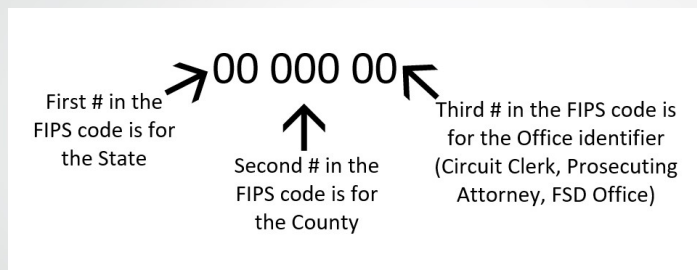 00 000 00
First # in the
FIPS code is for
the State
Second # in the
FIPS code is for
the County
Third # in the FIPS code is
for the Office identifier
(Circuit Clerk, Prosecuting
Attorney, FSD Office)